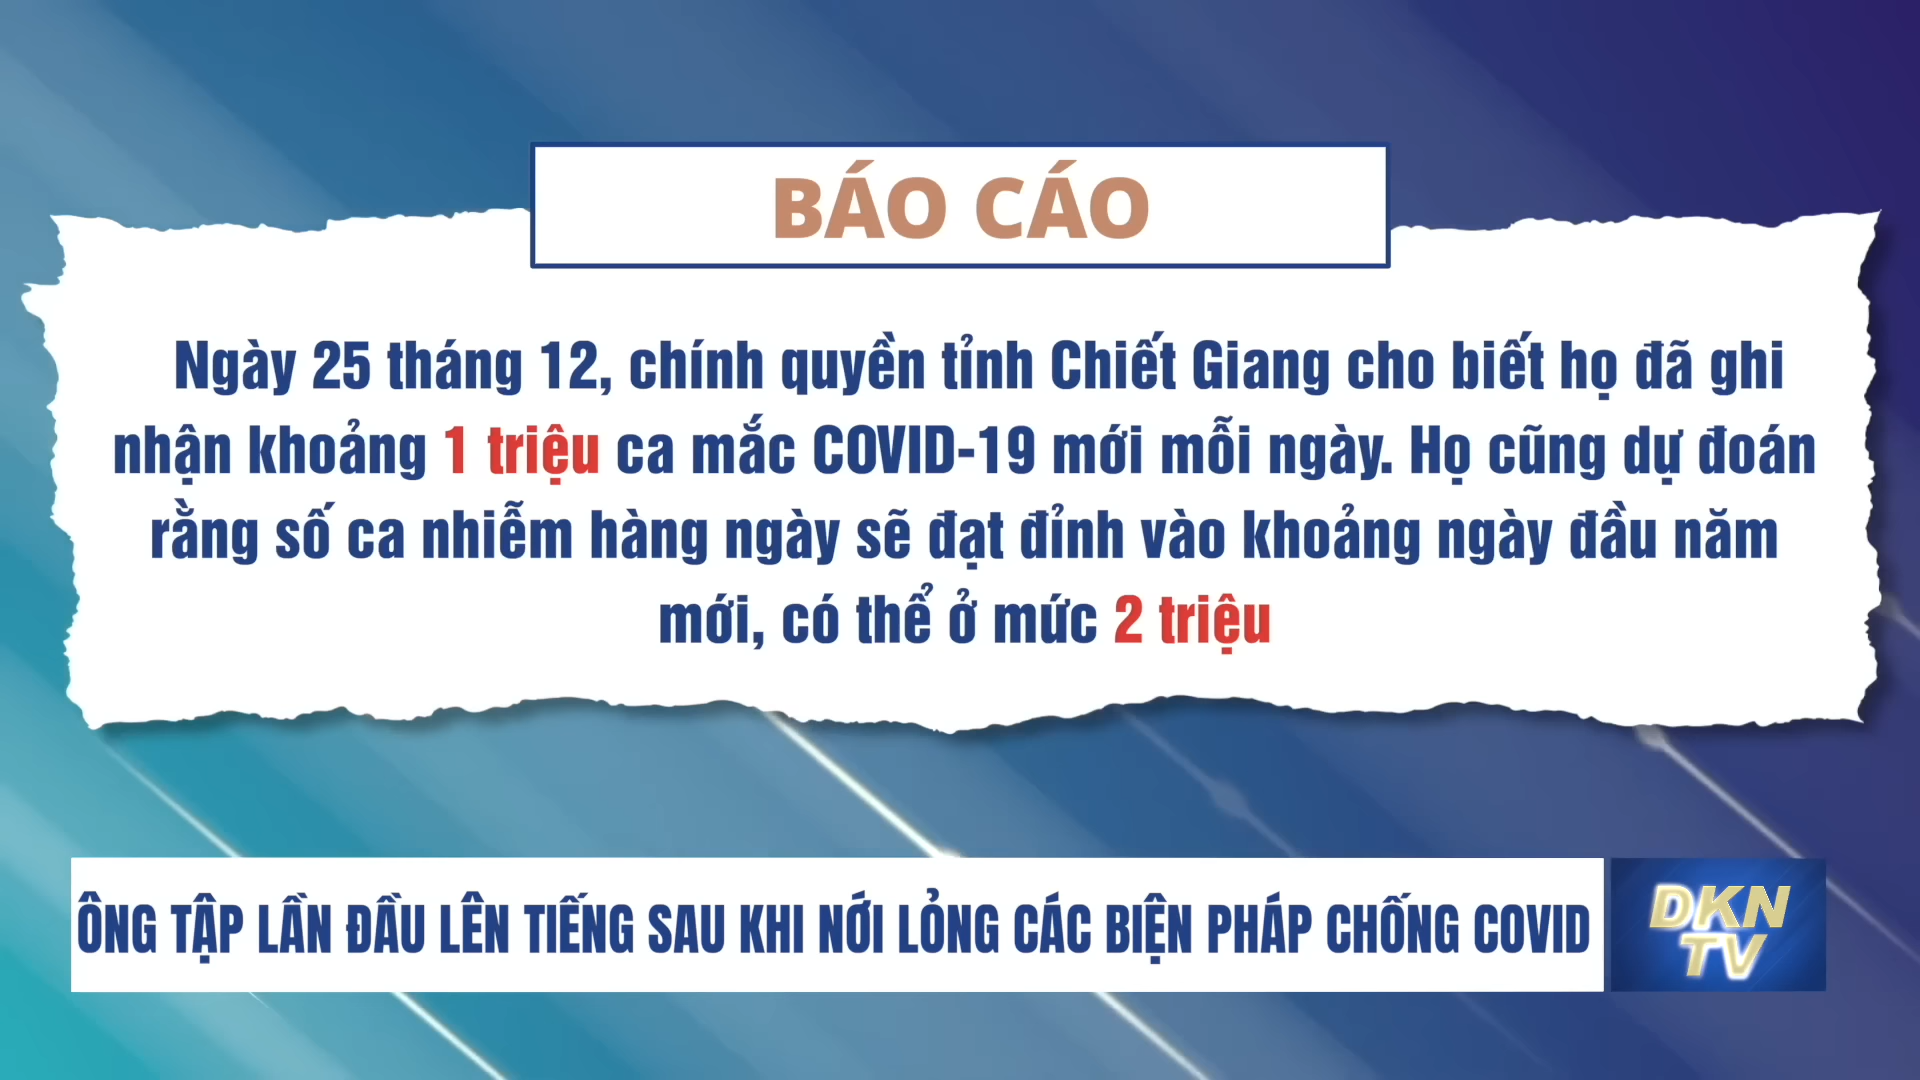 BÁO CÁO
Ngày 25 tháng 12, chính quyền tỉnh Chiết Giang cho biết họ đã ghi
nhận khoảng 1 triệu ca mắc COVID-19 mới mỗi ngày. Họ cũng dự đoán
rằng số ca nhiễm hàng ngày sẽ đạt đỉnh vào khoảng ngày đầu năm
mới, có thể ở mức 2 triệu
ÔNG TẬP LẦN ĐẦU LÊN TIẾNG SAU KHI NỚI LỎNG CÁC BIỆN PHÁP CHỐNG COVID
DKN
TV